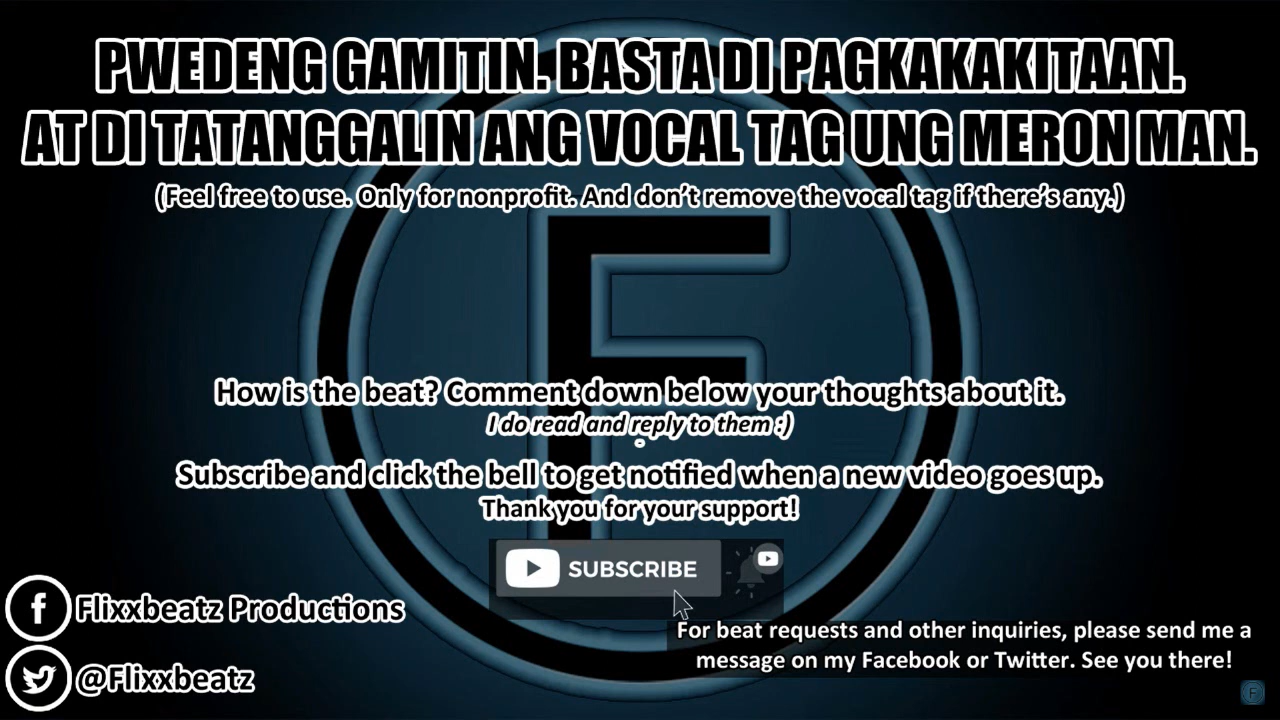 PWEDENG GAMITIN. BASTA DI PAGKAKAKITAAN.
AT DI TATANGGALIN ANG VOCAL TAG UNG MERON MAN.
(Feel free to use. Only for nonprofit. And don't remove the vocal tag if there's any.)
F
How is the beat? Comment down below your thoughts about it.
I do read and reply to them :)
-
Subscribe and click the bell to get notified when a new video goes up.
Thank you for your support!
SUBSCRIBE
Flixxbeatz Productions
@Flixxbeatz
For beat requests and other inquiries, please send me a
message on my Facebook or Twitter. See you there!
F